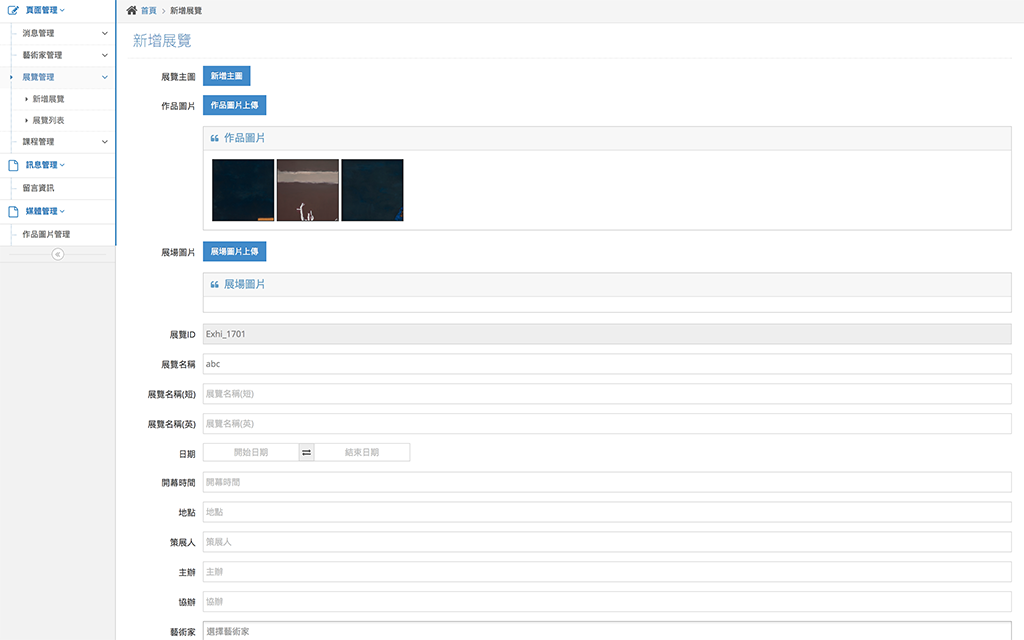 頁面管理
消息管理
藝術家管理
展覽管理
新增展覽
展覽列表
課程管理
訊息管理
留言資訊
媒體管理
作品圖片管理
首頁 > 新增展覽
新增展覽
展覽主圖 新增主圖
作品圖片 作品圖片上傳
作品圖片
展場圖片 展場圖片上傳
展場圖片
展覽ID Exhi_1701
展覽名稱 abc
展覽名稱(短) 展覽名稱(短)
展覽名稱(英) 展覽名稱(英)
日期 開始日期 結束日期
開幕時間 開幕時間
地點 地點
策展人 策展人
主辦 主辦
協辦 協辦
藝術家 選擇藝術家